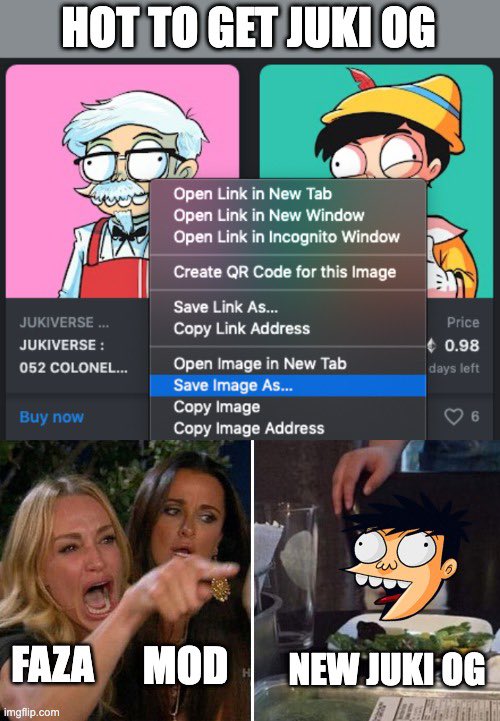 HOT TO GET JUKI OG
Open Link in New Tab
Open Link in New Window
Open Link in Incognito Window
Create QR Code for this Image
Save Link As...
Copy Link Address
Open Image in New Tab
Save Image As...
Copy Image
Copy Image Address
JUKIVERSE ...
JUKIVERSE :
052 COLONEL...
Buy now
Price
0.98
days left
6
FAZA MOD
NEW JUKI OG
imgflip.com